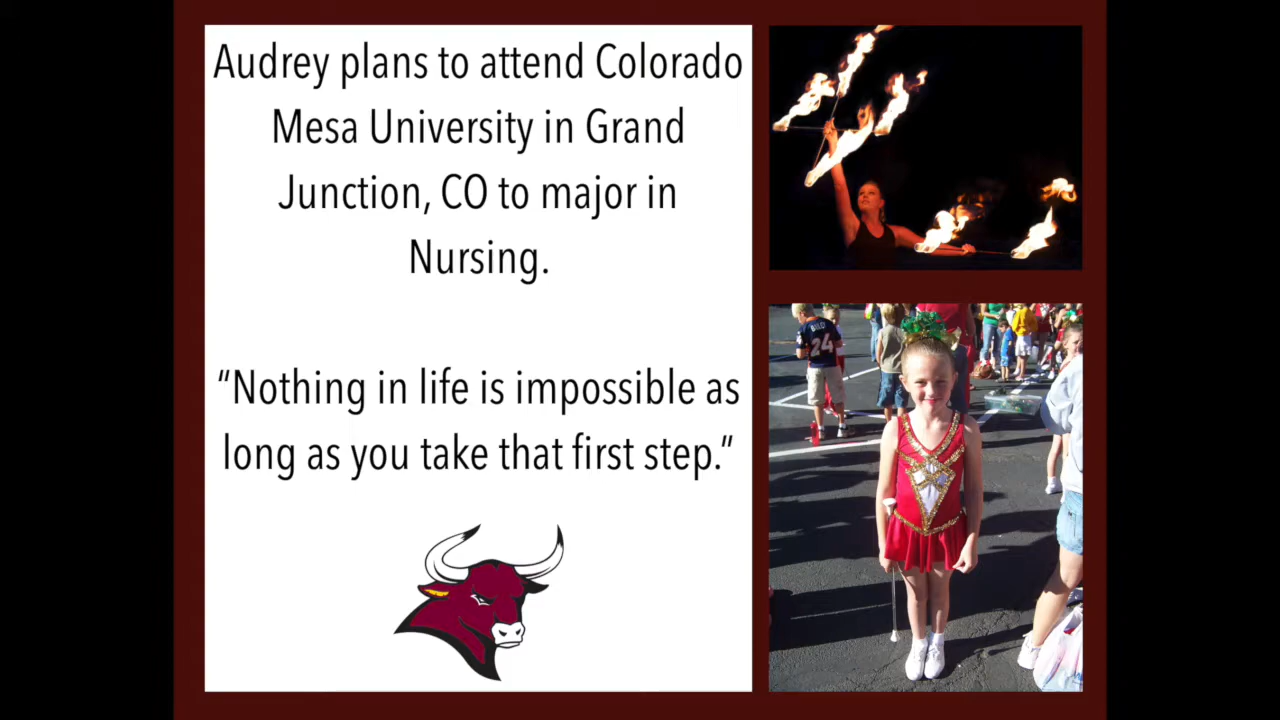 Audrey plans to attend Colorado
Mesa University in Grand
Junction, CO to major in
Nursing.
“Nothing in life is impossible as
long as you take that first step.”
24